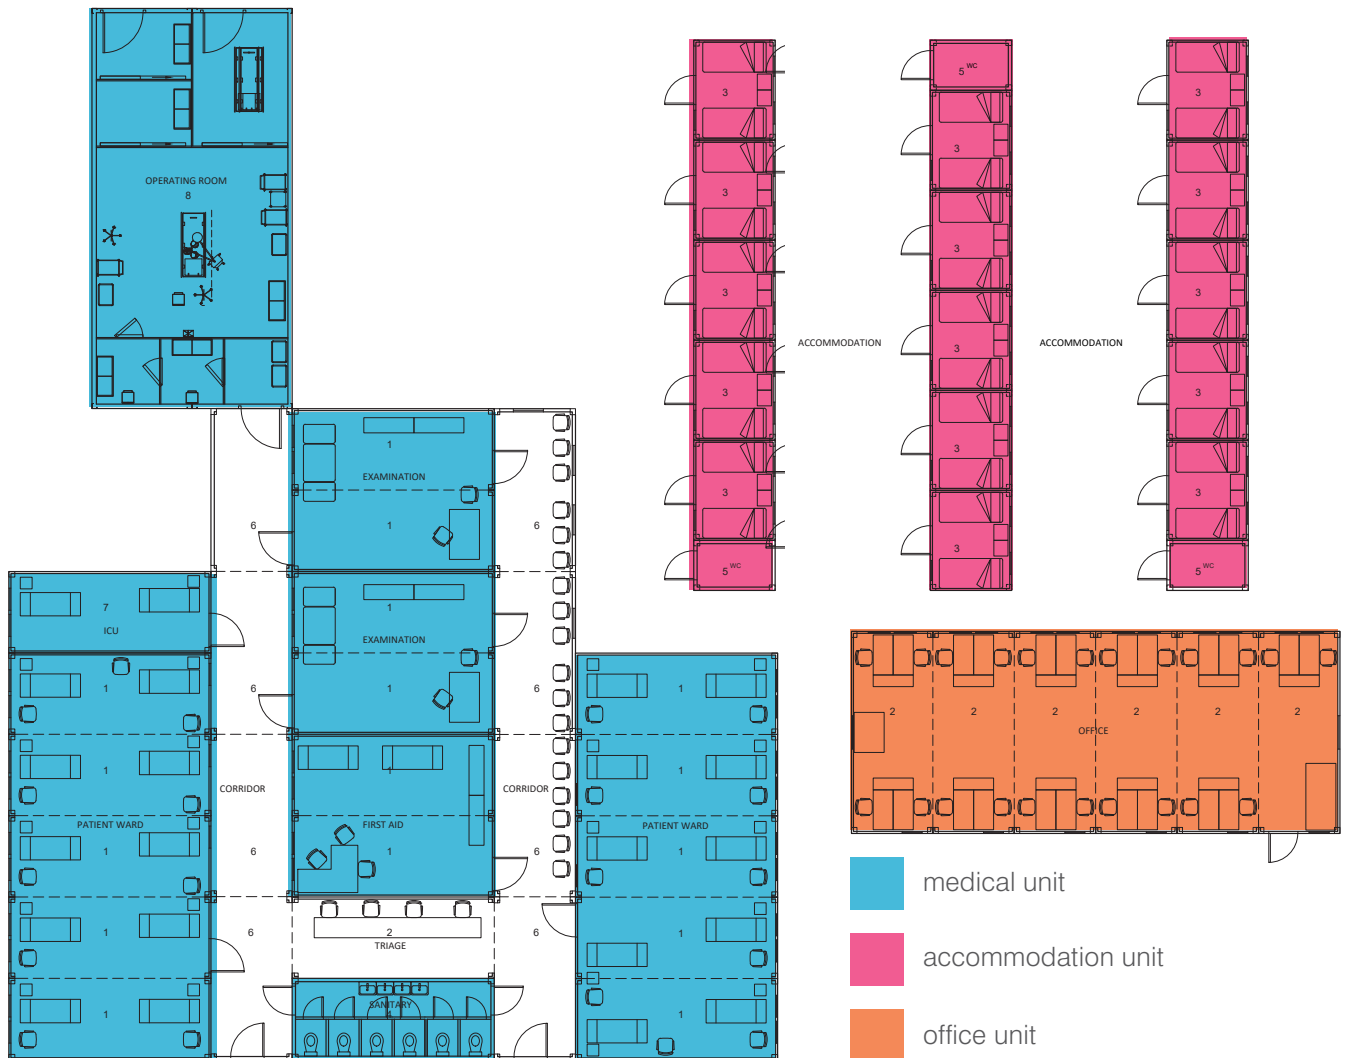 OPERATING ROOM
8
3
3
3
3
3
5 WC
ACCOMMODATION
5 WC
3
3
3
3
3
ACCOMMODATION
3
3
3
3
3
5 WC
1
EXAMINATION
1
6
6
1
EXAMINATION
1
6
6
7
ICU
1
1
PATIENT WARD
1
1
1
CORRIDOR
CORRIDOR
1
FIRST AID
1
6
6
6
6
2
TRIAGE
SANITARY
1
1
PATIENT WARD
1
1
1
2
2
2
2
2
2
OFFICE
medical unit
accommodation unit
office unit